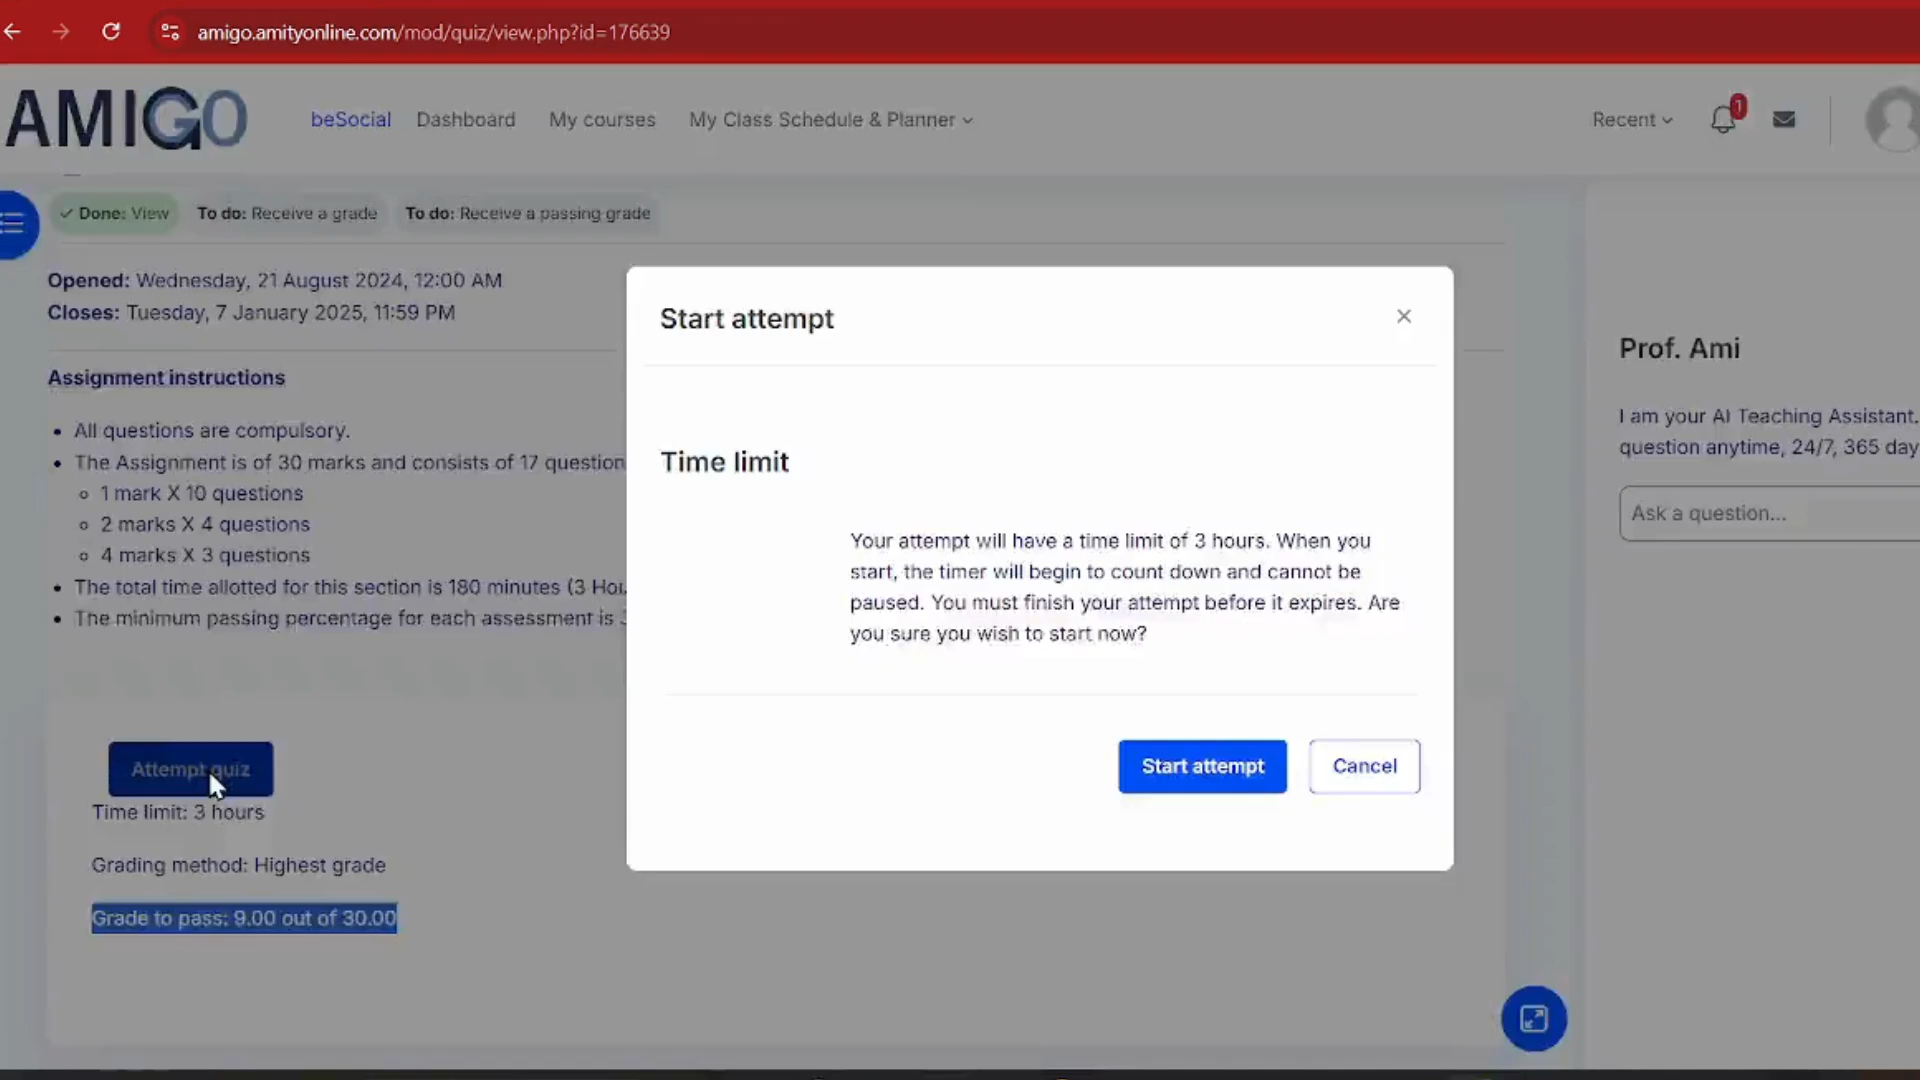 amigo.amityonline.com/mod/quiz/view.php?id=176639
AMIGO
beSocial
Dashboard
My courses
My Class Schedule & Planner
Recent
1
Done: View
To do: Receive a grade
To do: Receive a passing grade
Opened: Wednesday, 21 August 2024, 12:00 AM
Closes: Tuesday, 7 January 2025, 11:59 PM
Assignment instructions
All questions are compulsory.
The Assignment is of 30 marks and consists of 17 question
1 mark X 10 questions
2 marks X 4 questions
4 marks X 3 questions
The total time allotted for this section is 180 minutes (3 Hou
The minimum passing percentage for each assessment is
Attempt quiz
Time limit: 3 hours
Grading method: Highest grade
Grade to pass: 9.00 out of 30.00
Start attempt
Time limit
Your attempt will have a time limit of 3 hours. When you
start, the timer will begin to count down and cannot be
paused. You must finish your attempt before it expires. Are
you sure you wish to start now?
Start attempt
Cancel
Prof. Ami
I am your AI Teaching Assistant.
question anytime, 24/7, 365 day
Ask a question...